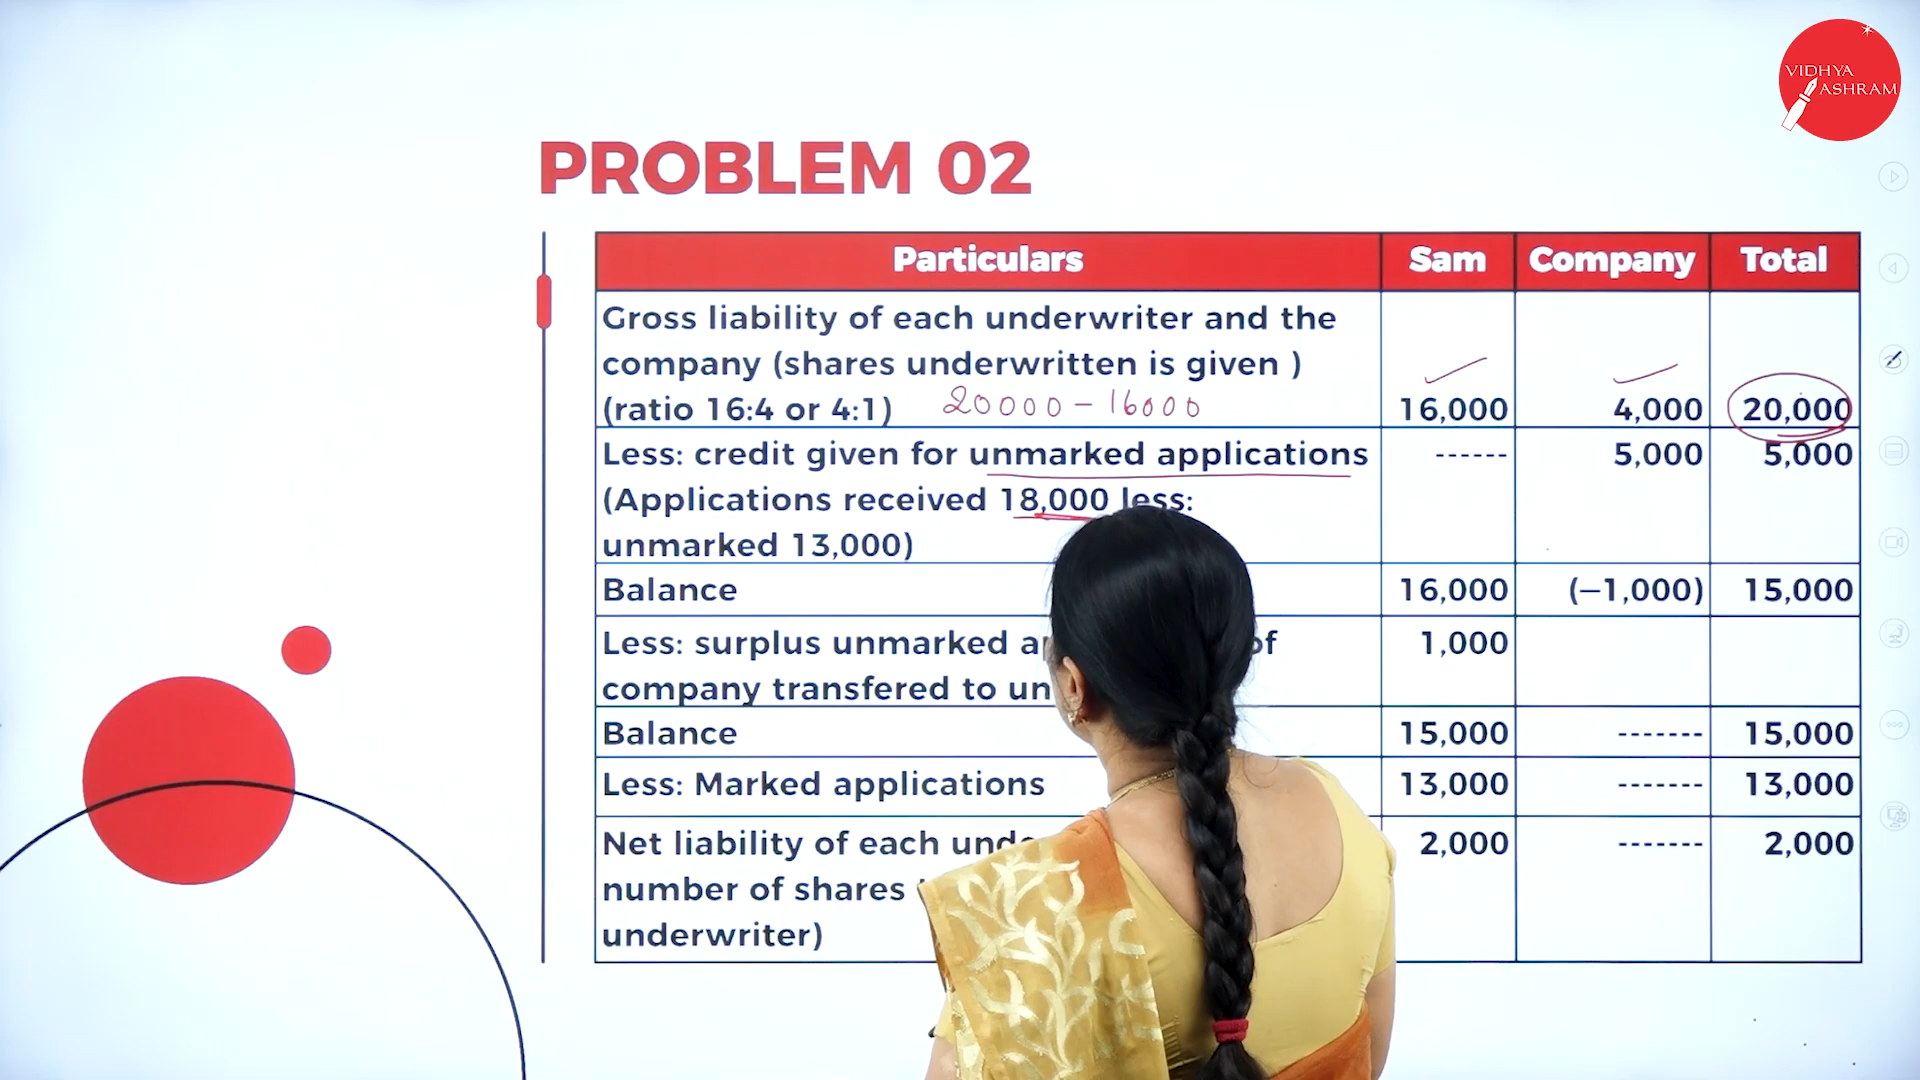 VIDHYA
ASHRAM
PROBLEM 02
Particulars Sam Company Total
Gross liability of each underwriter and the
company (shares underwritten is given )
(ratio 16:4 or 4:1) 20000 - 16000 16,000 4,000 20,000
Less: credit given for unmarked applications ------ 5,000 5,000
(Applications received 18,000 less:
unmarked 13,000)
Balance 16,000 (–1,000) 15,000
Less: surplus unmarked of 1,000
company transfered to
Balance 15,000 ------- 15,000
Less: Marked applications 13,000 ------- 13,000
Net liability of each 2,000 ------- 2,000
number of shares
underwriter)